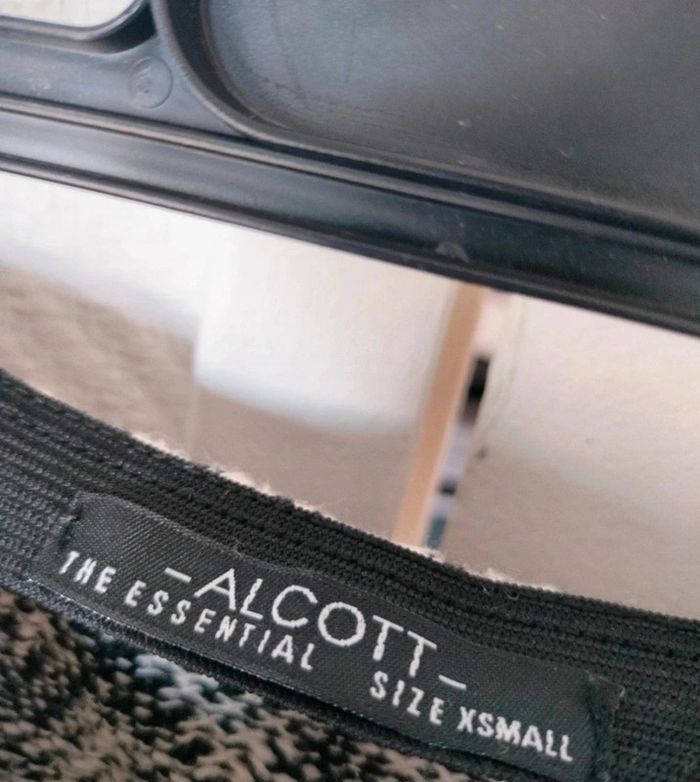 -ALCOTT-
THE ESSENTIAL SIZE XSMALL